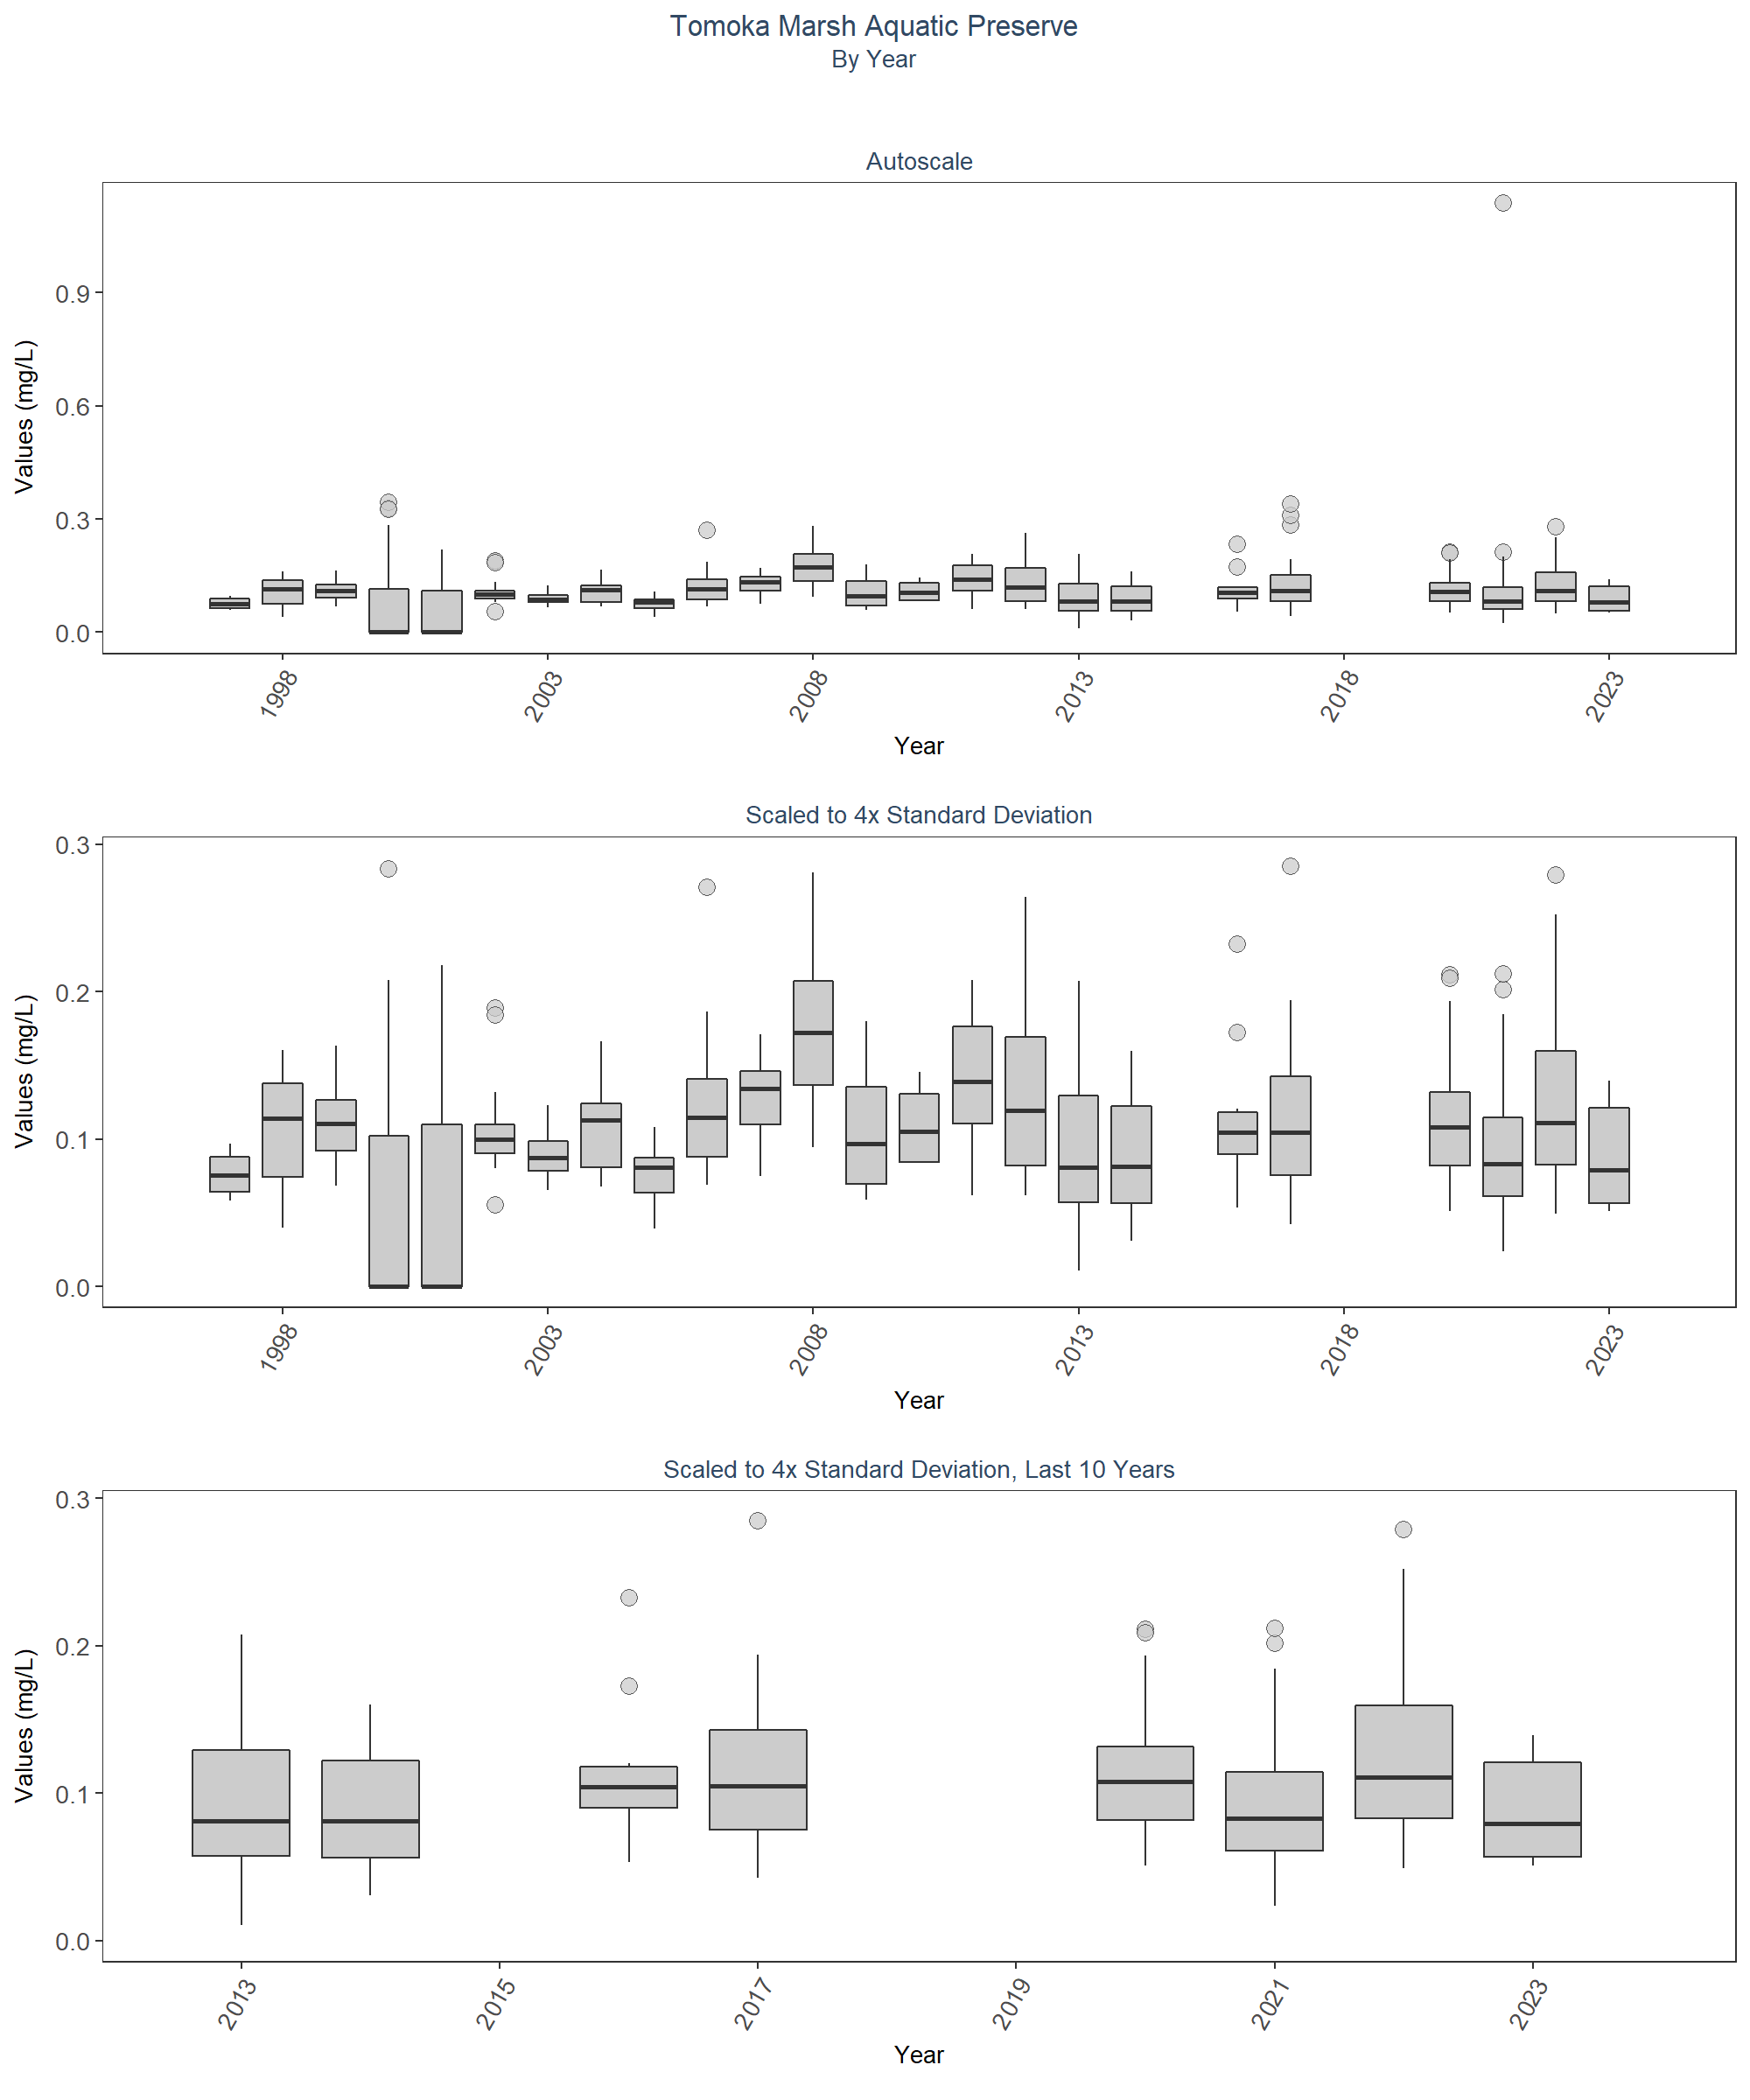 Tomoka Marsh Aquatic Preserve
By Year
Autoscale
Values (mg/L)
0.9
0.6
0.3
0.0
1998 2003 2008 2013 2018 2023
Year
Scaled to 4x Standard Deviation
Values (mg/L)
0.3
0.2
0.1
0.0
1998 2003 2008 2013 2018 2023
Year
Scaled to 4x Standard Deviation, Last 10 Years
Values (mg/L)
0.3
0.2
0.1
0.0
2013 2015 2017 2019 2021 2023
Year